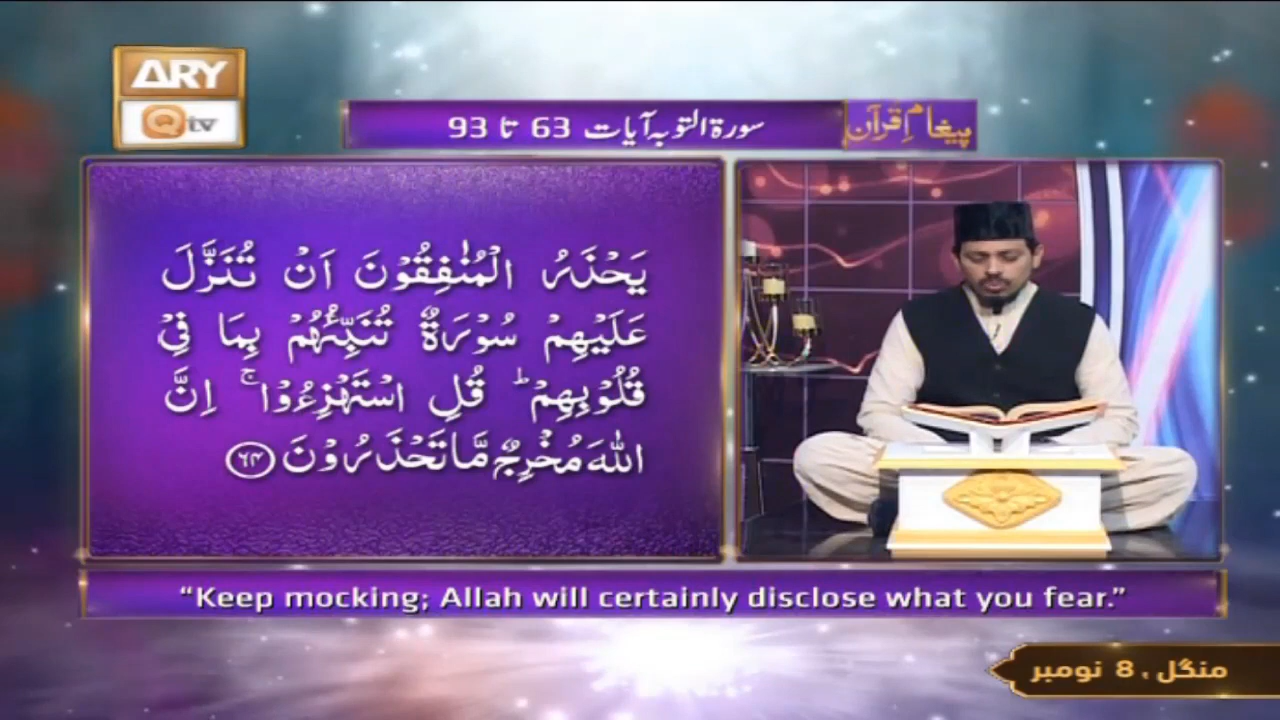 ARY
Qtv
سورۃ التوبہ آیات 63 تا 93
پیغامِ قرآن
يَحْذَرُ الْمُنٰفِقُوْنَ اَنْ تُنَزَّلَ
عَلَيْهِمْ سُوْرَةٌ تُنَبِّئُهُمْ بِمَا فِيْ
قُلُوْبِهِمْ ؕ قُلِ اسْتَهْزِءُوْا ۚ اِنَّ
اللّٰهَ مُخْرِجٌ مَّا تَحْذَرُوْنَ ۶۴
“Keep mocking; Allah will certainly disclose what you fear.”
منگل ، 8 نومبر